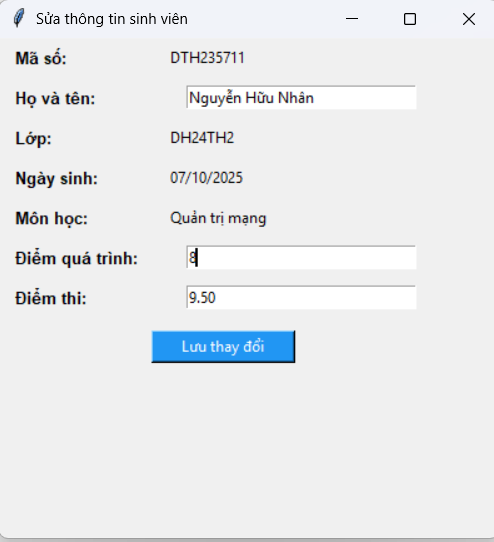 Sửa thông tin sinh viên
Mã số: DTH235711
Họ và tên: Nguyễn Hữu Nhân
Lớp: DH24TH2
Ngày sinh: 07/10/2025
Môn học: Quản trị mạng
Điểm quá trình: 8
Điểm thi: 9.50
Lưu thay đổi